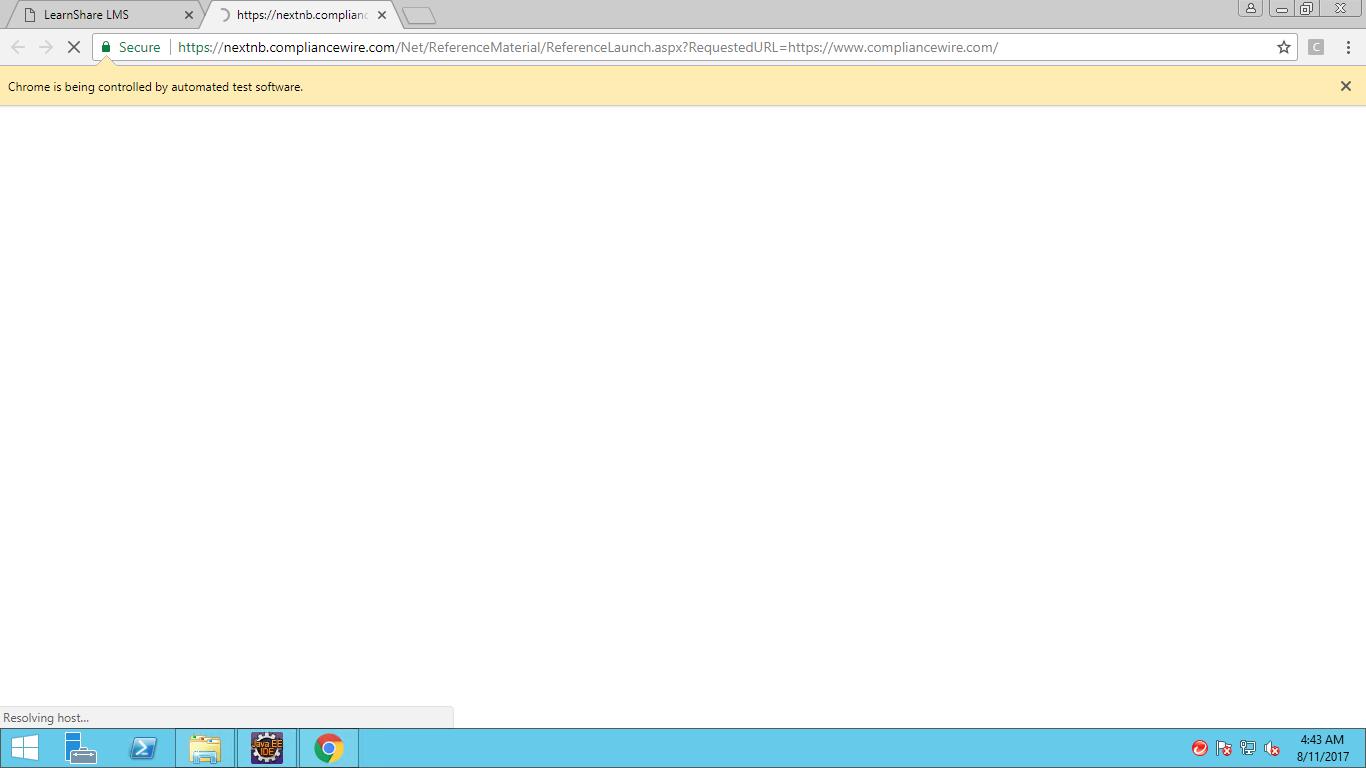 LearnShare LMS
https://nextnb.complianc
Secure
https://nextnb.compliancewire.com/Net/ReferenceMaterial/ReferenceLaunch.aspx?RequestedURL=https://www.compliancewire.com/
C
Chrome is being controlled by automated test software.
Resolving host...
Java EE
IDE
4:43 AM
8/11/2017